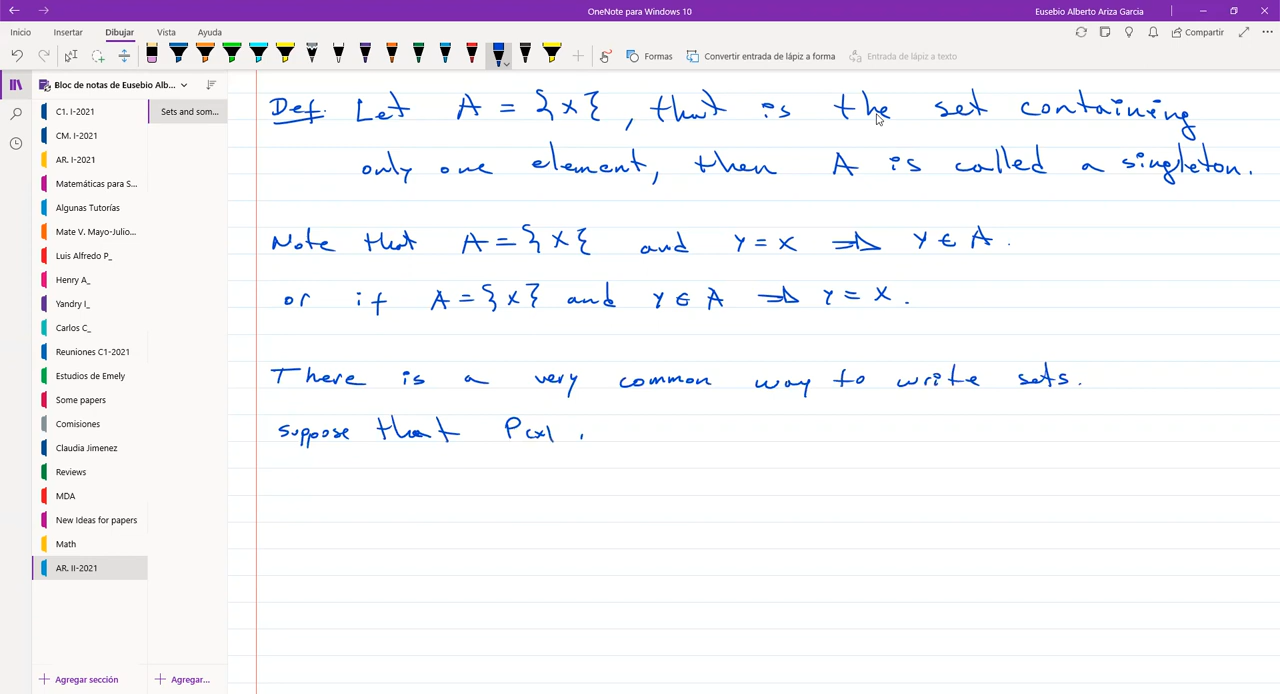 OneNote para Windows 10
Eusebio Alberto Ariza Garcia
Inicio Insertar Dibujar Vista Ayuda
Compartir
Formas
Convertir entrada de lápiz a forma
Entrada de lápiz a texto
Bloc de notas de Eusebio Alb...
C1. I-2021
CM. I-2021
AR. I-2021
Matemáticas para S...
Algunas Tutorías
Mate V. Mayo-Julio...
Luis Alfredo P_
Henry A_
Yandry I_
Carlos C_
Reuniones C1-2021
Estudios de Emely
Some papers
Comisiones
Claudia Jimenez
Reviews
MDA
New Ideas for papers
Math
AR. II-2021
Agregar sección
Sets and som...
Agregar...
Def: Let A = {x}, that is the set containing
only one element, then A is called a singleton.
Note that A = {x} and y = x ⇒ y ∈ A.
or if A = {x} and y ∈ A ⇒ y = x.
There is a very common way to write sets.
suppose that P(x)